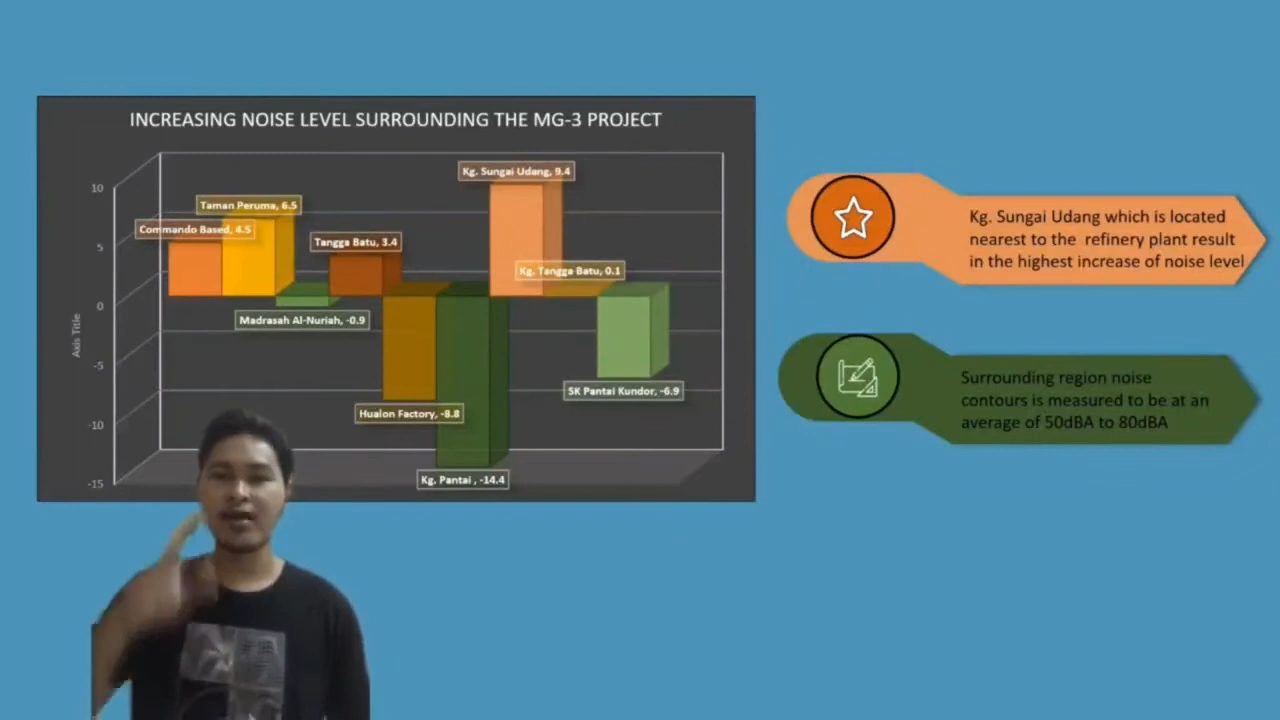 INCREASING NOISE LEVEL SURROUNDING THE MG-3 PROJECT
10
5
0
-5
-10
-15
Axis Title
Commando Based, 4.5
Taman Peruma, 6.5
Madrasah Al-Nuriah, -0.9
Tangga Batu, 3.4
Hualon Factory, -8.8
Kg. Pantai , -14.4
Kg. Sungai Udang, 9.4
Kg. Tangga Batu, 0.1
SK Pantai Kundor, -6.9
Kg. Sungai Udang which is located
nearest to the refinery plant result
in the highest increase of noise level
Surrounding region noise
contours is measured to be at an
average of 50dBA to 80dBA